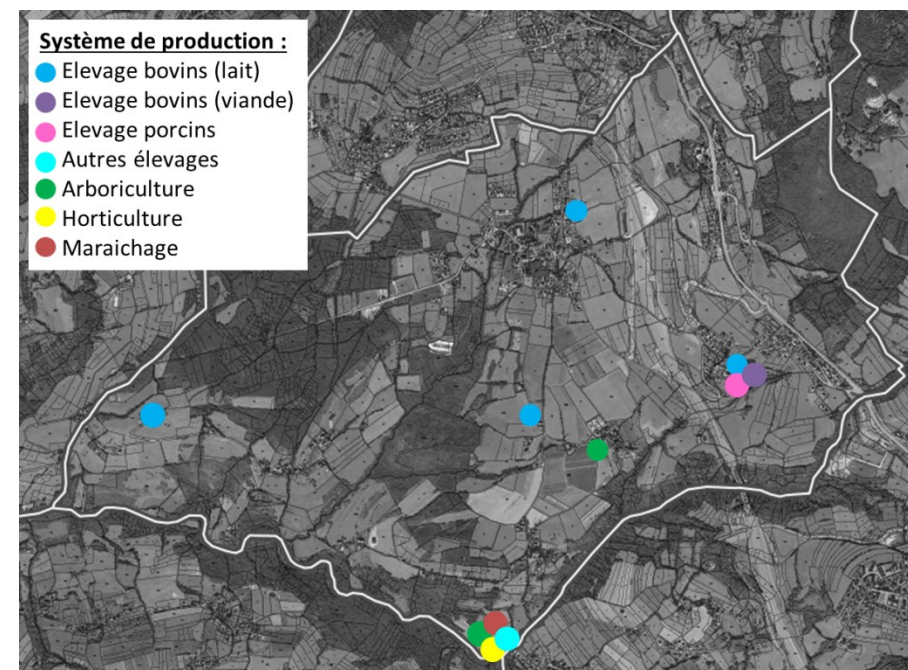 Système de production :
Elevage bovins (lait)
Elevage bovins (viande)
Elevage porcins
Autres élevages
Arboriculture
Horticulture
Maraichage